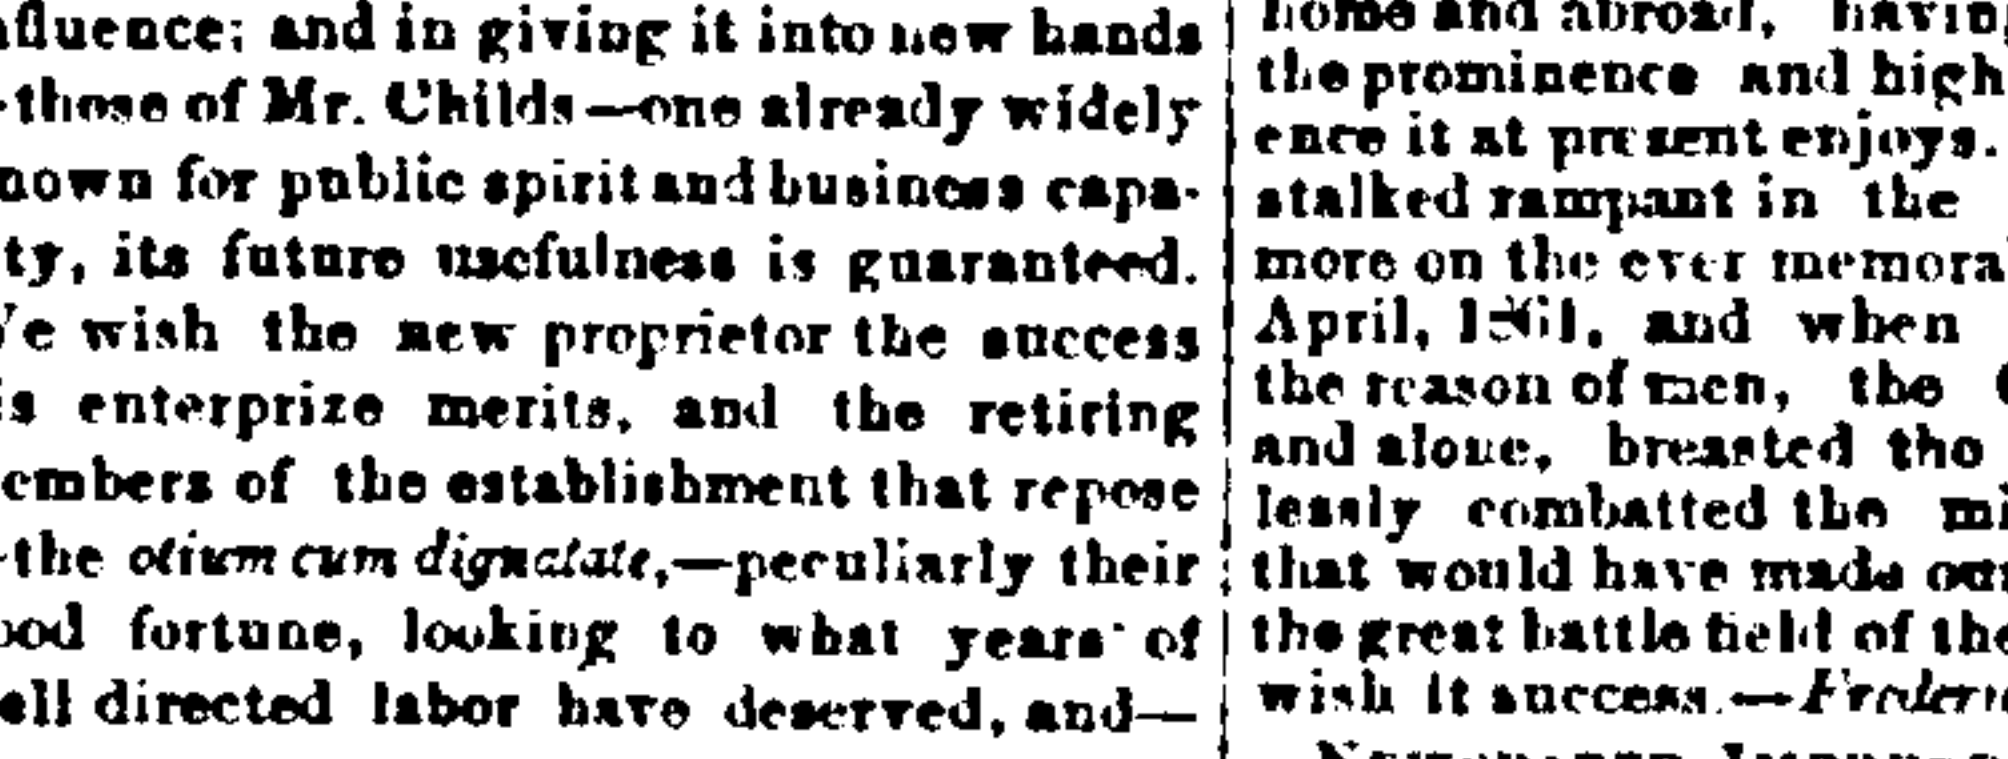 nfluence; and in giving it into new hands
-those of Mr. Childs—one already widely
nown for public spirit and business capa-
ty, its future usefulness is guaranteed.
We wish the new proprietor the success
is enterprize merits, and the retiring
embers of the establishment that repose
-the otium cum dignatate,—peculiarly their
ood fortune, looking to what years of
ell directed labor have deserved, and—
home and abroad, having
the prominence and high
ence it at present enjoys.
stalked rampant in the
more on the ever memora
April, 1861, and when
the reason of men, the
and alone, breasted the
lessly combatted the mi
that would have made our
the great battle field of the
wish it success.—Frederi